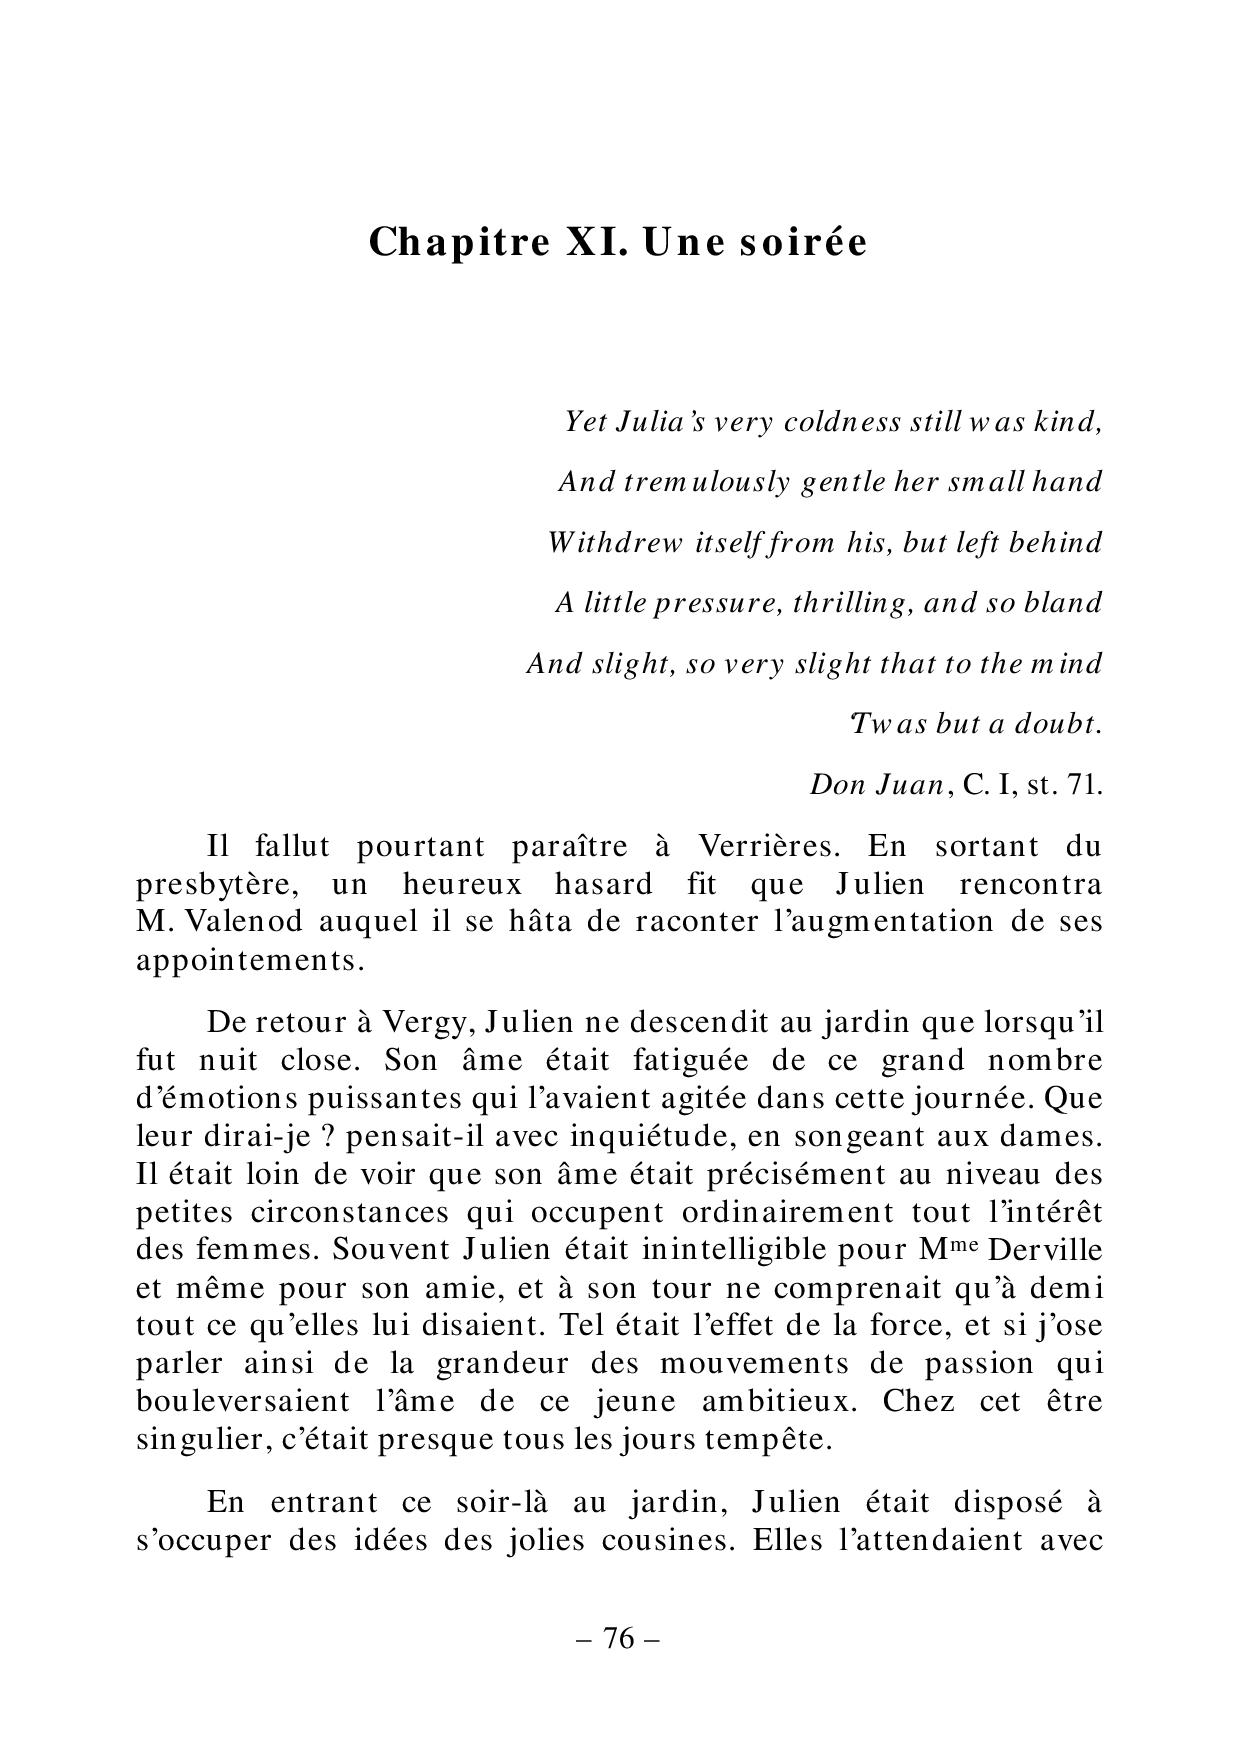 Chapitre XI. Une soirée
Yet Julia’s very coldness still was kind,
And tremulously gentle her small hand
Withdrew itself from his, but left behind
A little pressure, thrilling, and so bland
And slight, so very slight that to the mind
‘Twas but a doubt.
Don Juan, C. I, st. 71.
Il fallut pourtant paraître à Verrières. En sortant du
presbytère, un heureux hasard fit que Julien rencontra
M. Valenod auquel il se hâta de raconter l’augmentation de ses
appointements.
De retour à Vergy, Julien ne descendit au jardin que lorsqu’il
fut nuit close. Son âme était fatiguée de ce grand nombre
d’émotions puissantes qui l’avaient agitée dans cette journée. Que
leur dirai-je ? pensait-il avec inquiétude, en songeant aux dames.
Il était loin de voir que son âme était précisément au niveau des
petites circonstances qui occupent ordinairement tout l’intérêt
des femmes. Souvent Julien était inintelligible pour Mme Derville
et même pour son amie, et à son tour ne comprenait qu’à demi
tout ce qu’elles lui disaient. Tel était l’effet de la force, et si j’ose
parler ainsi de la grandeur des mouvements de passion qui
bouleversaient l’âme de ce jeune ambitieux. Chez cet être
singulier, c’était presque tous les jours tempête.
En entrant ce soir-là au jardin, Julien était disposé à
s’occuper des idées des jolies cousines. Elles l’attendaient avec
– 76 –